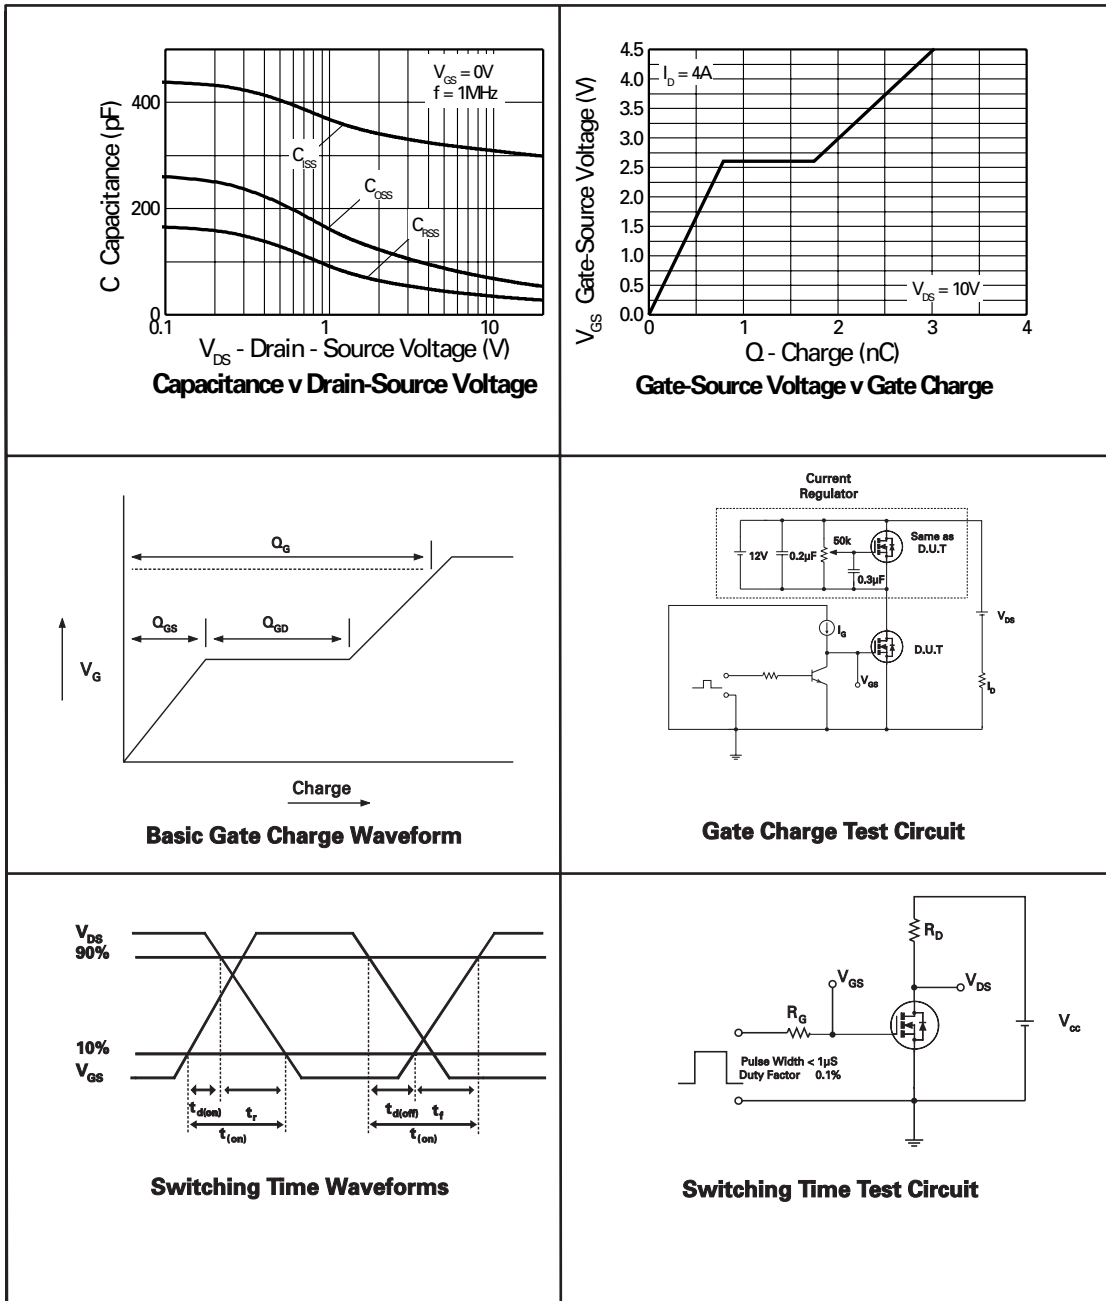 V_GS = 0V
f = 1MHz
400
200
0
C Capacitance (pF)
C_ISS
C_OSS
C_RSS
0.1
1
10
V_DS - Drain - Source Voltage (V)
Capacitance v Drain-Source Voltage
4.5
4.0
3.5
3.0
2.5
2.0
1.5
1.0
0.5
0.0
V_GS Gate-Source Voltage (V)
I_D = 4A
V_DS = 10V
0
1
2
3
4
Q - Charge (nC)
Gate-Source Voltage v Gate Charge
Q_G
Q_GS
Q_GD
V_G
Charge
Basic Gate Charge Waveform
Current
Regulator
12V
0.2µF
50k
Same as
D.U.T
0.3µF
I_G
V_DS
D.U.T
V_GS
I_D
Gate Charge Test Circuit
V_DS
90%
10%
V_GS
t_d(on)
t_r
t_(on)
t_d(off)
t_f
t_(on)
Switching Time Waveforms
R_D
V_GS
V_DS
R_G
V_cc
Pulse Width < 1µS
Duty Factor 0.1%
Switching Time Test Circuit